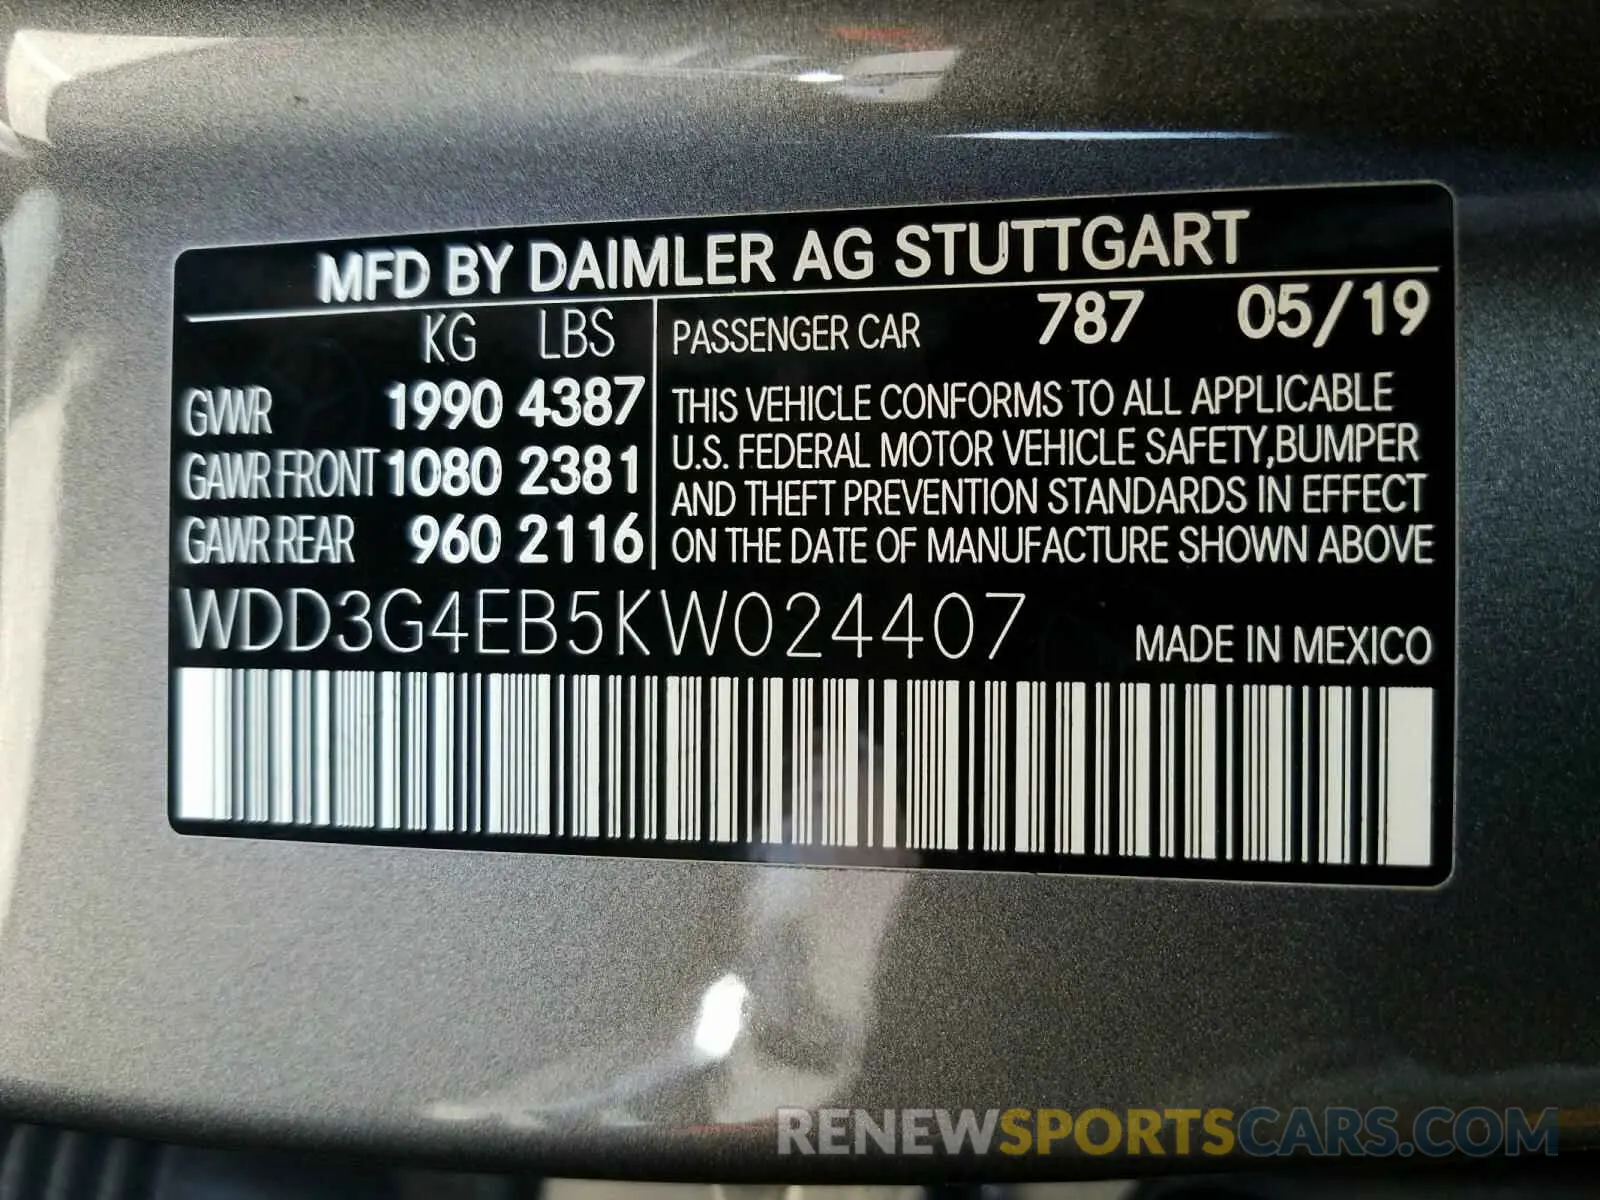 MFD BY DAIMLER AG STUTTGART
KG LBS
GVWR 1990 4387
GAWR FRONT 1080 2381
GAWR REAR 960 2116
PASSENGER CAR 787 05/19
THIS VEHICLE CONFORMS TO ALL APPLICABLE
U.S. FEDERAL MOTOR VEHICLE SAFETY,BUMPER
AND THEFT PREVENTION STANDARDS IN EFFECT
ON THE DATE OF MANUFACTURE SHOWN ABOVE
WDD3G4EB5KW024407
MADE IN MEXICO
RENEWSPORTSCARS.COM